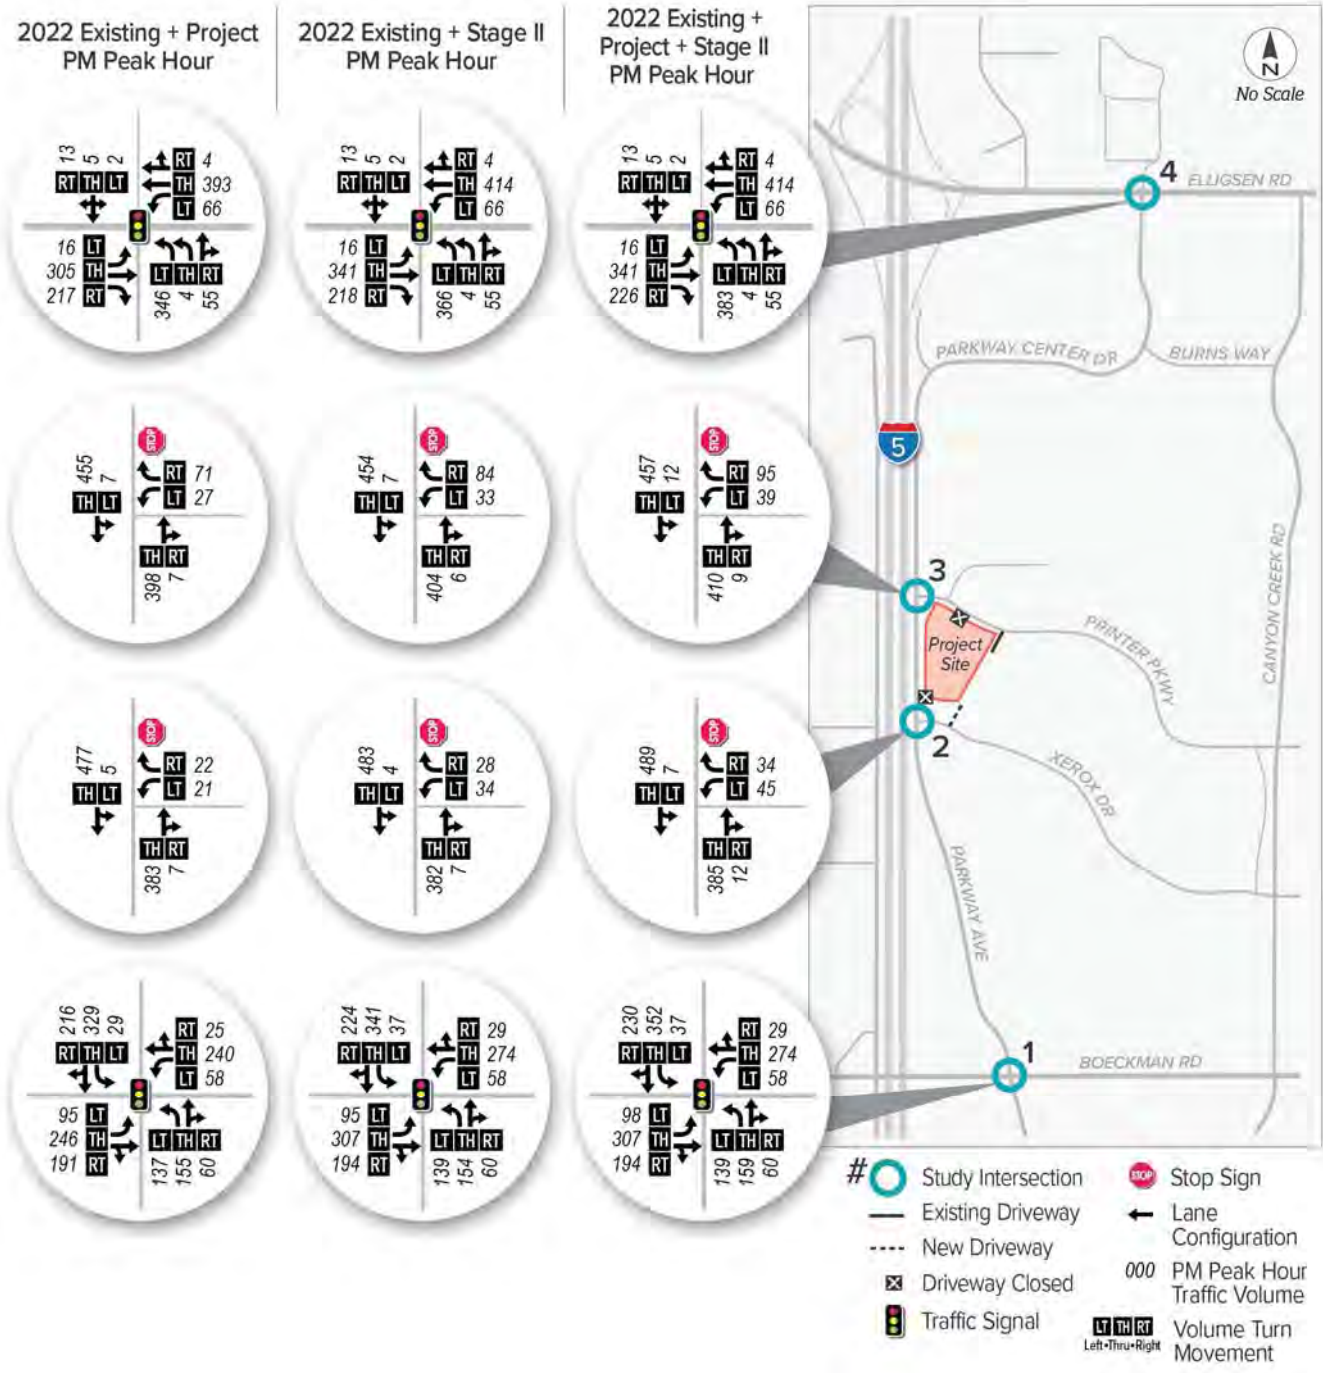 2022 Existing + Project
PM Peak Hour
2022 Existing + Stage II
PM Peak Hour
2022 Existing +
Project + Stage II
PM Peak Hour
13 5 2
RT TH LT
RT 4
TH 393
LT 66
16 LT
305 TH
217 RT
LT TH RT
346 4 55
13 5 2
RT TH LT
RT 4
TH 414
LT 66
16 LT
341 TH
218 RT
LT TH RT
366 4 55
13 5 2
RT TH LT
RT 4
TH 414
LT 66
16 LT
341 TH
226 RT
LT TH RT
383 4 55
STOP
455 7
TH LT
RT 71
LT 27
TH RT
398 7
STOP
454 7
TH LT
RT 84
LT 33
TH RT
404 6
STOP
457 12
TH LT
RT 95
LT 39
TH RT
410 9
STOP
477 5
TH LT
RT 22
LT 21
TH RT
383 7
STOP
483 4
TH LT
RT 28
LT 34
TH RT
382 7
STOP
489 7
TH LT
RT 34
LT 45
TH RT
385 12
216 329 29
RT TH LT
RT 25
TH 240
LT 58
95 LT
246 TH
191 RT
LT TH RT
137 155 60
224 341 37
RT TH LT
RT 29
TH 274
LT 58
95 LT
307 TH
194 RT
LT TH RT
139 154 60
230 352 37
RT TH LT
RT 29
TH 274
LT 58
98 LT
307 TH
194 RT
LT TH RT
139 159 60
N
No Scale
4
ELLIGSEN RD
PARKWAY CENTER DR
BURNS WAY
5
CANYON CREEK RD
3
Project
Site
PRINTER PKWY
2
XEROX DR
PARKWAY AVE
1
BOECKMAN RD
# Study Intersection
Existing Driveway
New Driveway
Driveway Closed
Traffic Signal
STOP Stop Sign
Lane
Configuration
000 PM Peak Hour
Traffic Volume
LT TH RT Volume Turn
Left•Thru•Right Movement